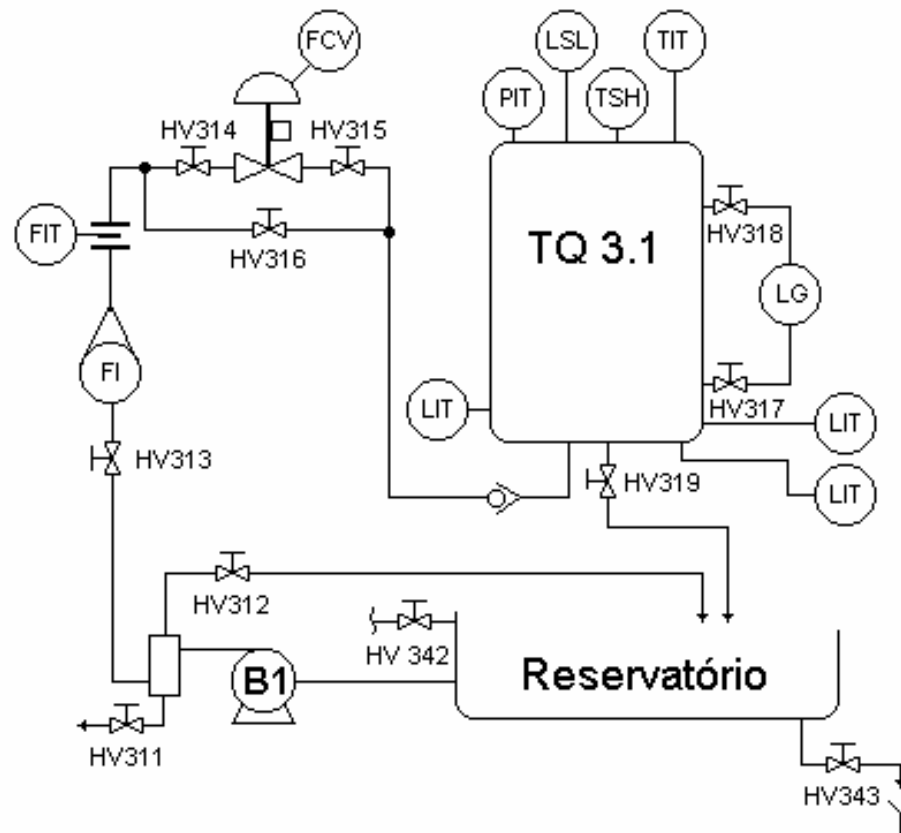 FCV
LSL
TIT
PIT
TSH
HV314
HV315
FIT
HV316
TQ 3.1
HV318
LG
FI
LIT
HV317
LIT
HV313
HV319
LIT
HV312
HV 342
Reservatório
B1
HV311
HV343